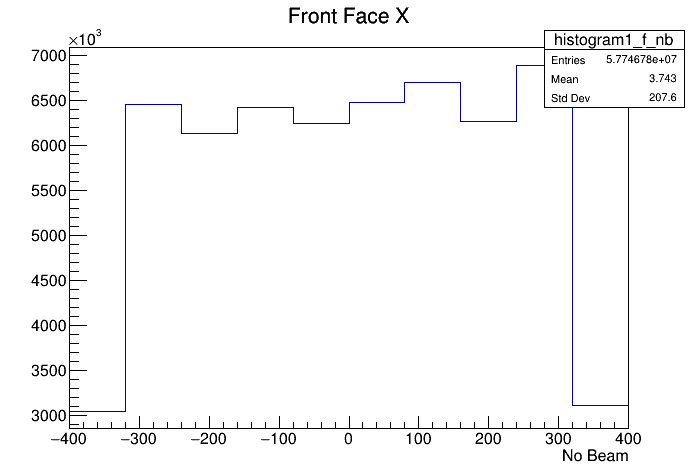 Front Face X
×10³
histogram1_f_nb
Entries 5.774678e+07
Mean 3.743
Std Dev 207.6
7000
6500
6000
5500
5000
4500
4000
3500
3000
−400 −300 −200 −100 0 100 200 300 400
No Beam